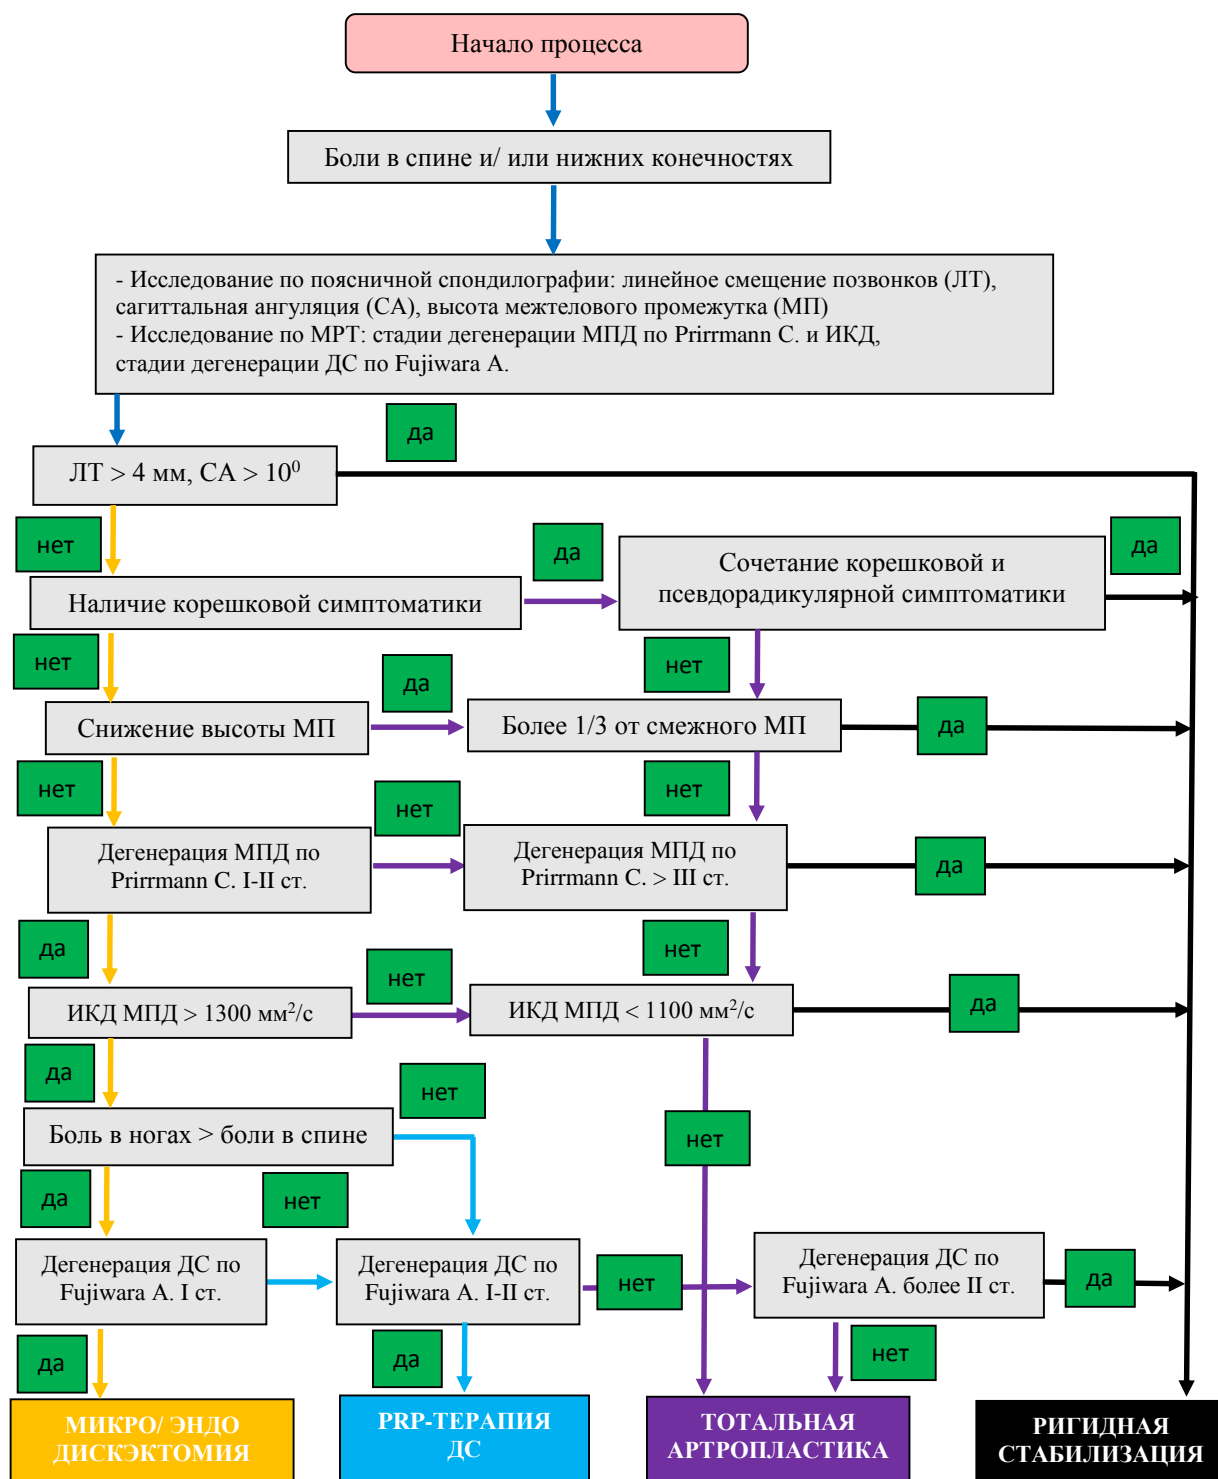 Начало процесса
Боли в спине и/ или нижних конечностях
- Исследование по поясничной спондилографии: линейное смещение позвонков (ЛТ),
сагиттальная ангуляция (СА), высота межтелового промежутка (МП)
- Исследование по МРТ: стадии дегенерации МПД по Prirrmann C. и ИКД,
стадии дегенерации ДС по Fujiwara A.
да
ЛТ > 4 мм, СА > 10⁰
нет
да
да
Наличие корешковой симптоматики
Сочетание корешковой и
псевдорадикулярной симптоматики
нет
да
нет
Снижение высоты МП
Более 1/3 от смежного МП
да
нет
нет
нет
Дегенерация МПД по
Prirrmann C. I-II ст.
Дегенерация МПД по
Prirrmann C. > III ст.
да
да
нет
нет
ИКД МПД > 1300 мм²/с
ИКД МПД < 1100 мм²/с
да
да
нет
Боль в ногах > боли в спине
нет
да
нет
Дегенерация ДС по
Fujiwara A. I ст.
Дегенерация ДС по
Fujiwara A. I-II ст.
нет
Дегенерация ДС по
Fujiwara A. более II ст.
да
да
да
нет
МИКРО/ ЭНДО
ДИСКЭКТОМИЯ
PRP-ТЕРАПИЯ
ДС
ТОТАЛЬНАЯ
АРТРОПЛАСТИКА
РИГИДНАЯ
СТАБИЛИЗАЦИЯ